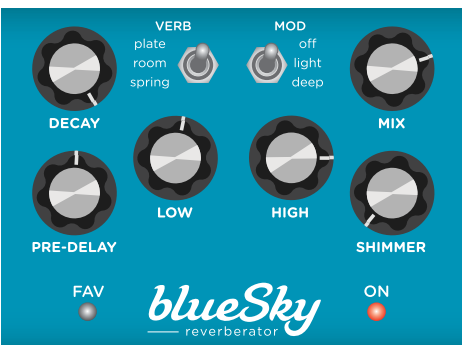 VERB
plate
room
spring
MOD
off
light
deep
DECAY
MIX
LOW
HIGH
PRE-DELAY
SHIMMER
FAV
ON
blueSky
reverberator